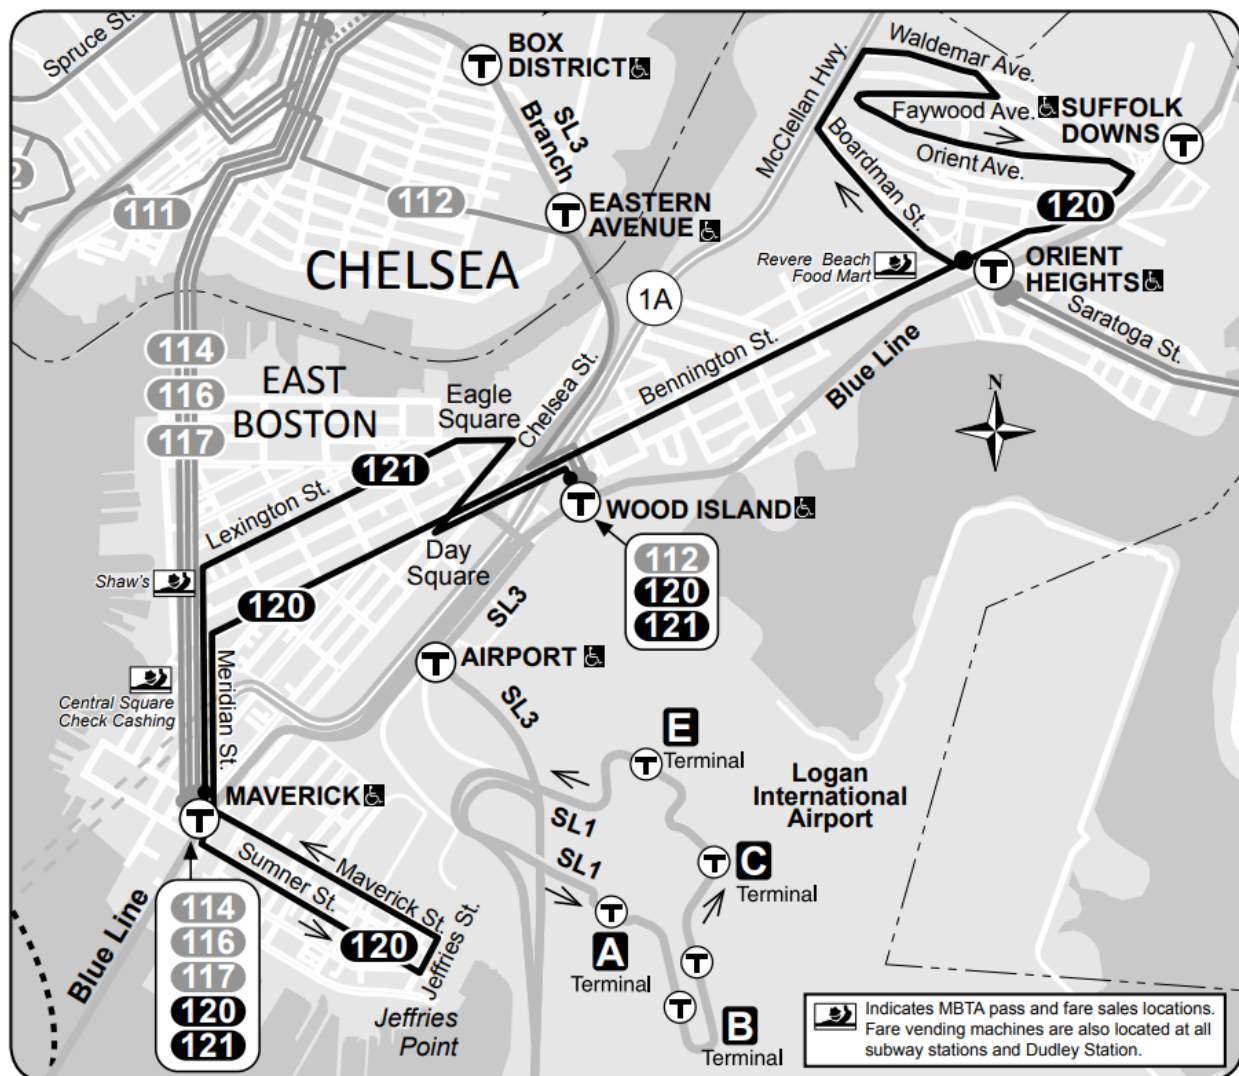 Spruce St.
BOX
DISTRICT
SL3
Branch
McClellan Hwy.
Waldemar Ave.
Faywood Ave.
SUFFOLK
DOWNS
Orient Ave.
Boardman St.
2
111
112
EASTERN
AVENUE
120
CHELSEA
Revere Beach
Food Mart
ORIENT
HEIGHTS
1A
Saratoga St.
114
116
117
EAST
BOSTON
Eagle
Square
Chelsea St.
Bennington St.
Blue Line
N
121
Lexington St.
WOOD ISLAND
Day
Square
Shaw's
120
112
120
121
SL3
AIRPORT
Meridian St.
Central Square
Check Cashing
SL3
E
Terminal
Logan
International
Airport
MAVERICK
SL1
SL1
C
Terminal
Sumner St.
Maverick St.
Jeffries St.
120
Blue Line
114
116
117
120
121
A
Terminal
Jeffries
Point
B
Terminal
Indicates MBTA pass and fare sales locations.
Fare vending machines are also located at all
subway stations and Dudley Station.
T
T
T
T
T
T
T
T
T
T
T
T